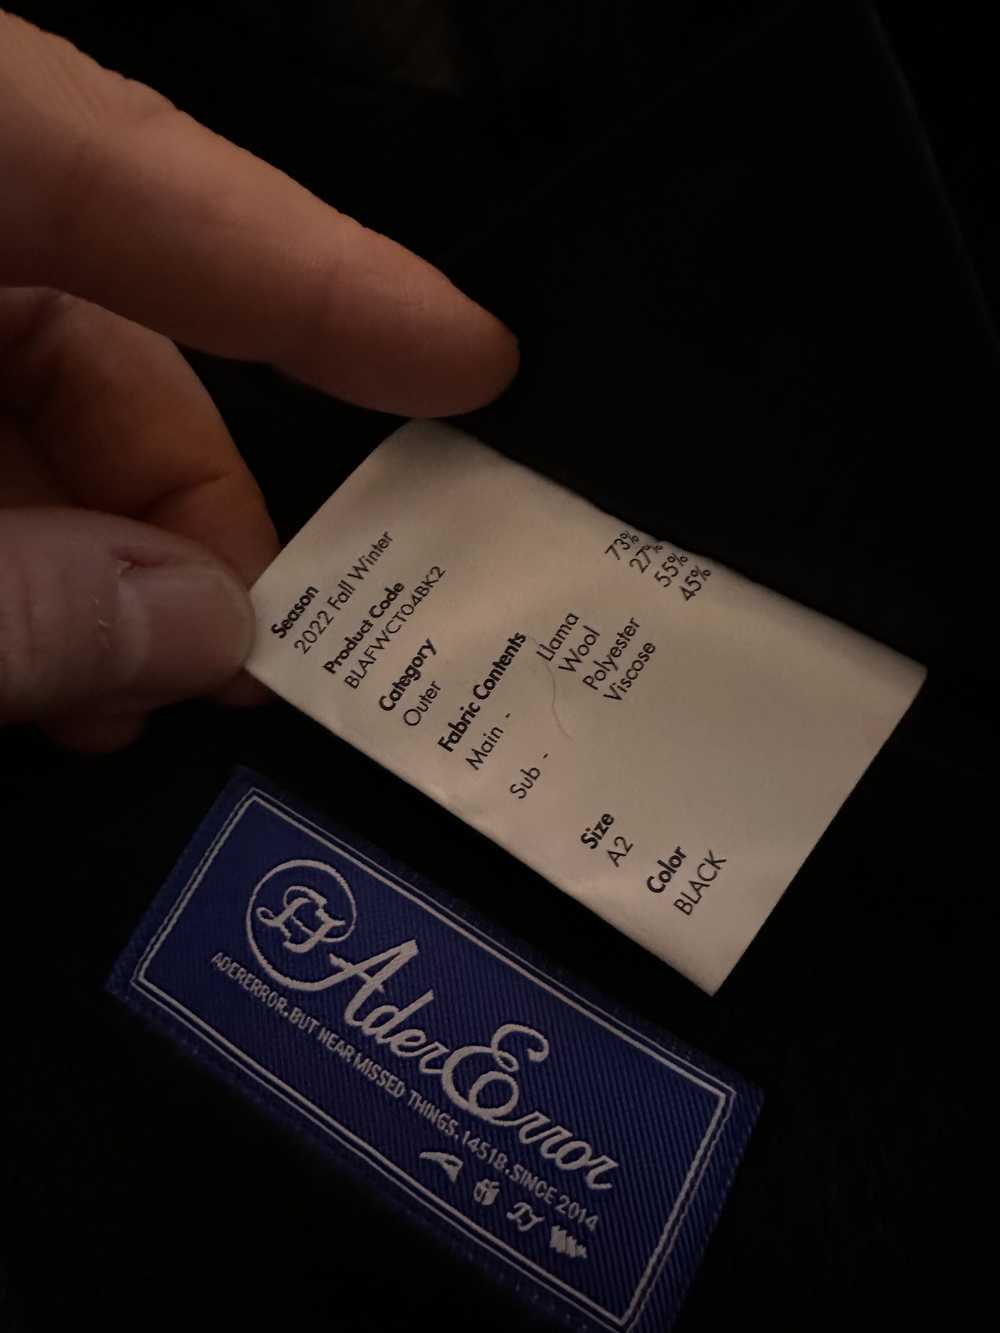 Season
2022 Fall Winter
Product Code
BLAFWCT04BK2
Category
Outer
Fabric Contents
Main - Llama 73%
Wool 27%
Sub - Polyester 55%
Viscose 45%
Size
A2
Color
BLACK
AderError
ADERERROR. BUT NEAR MISSED THINGS. 14518. SINCE 2014